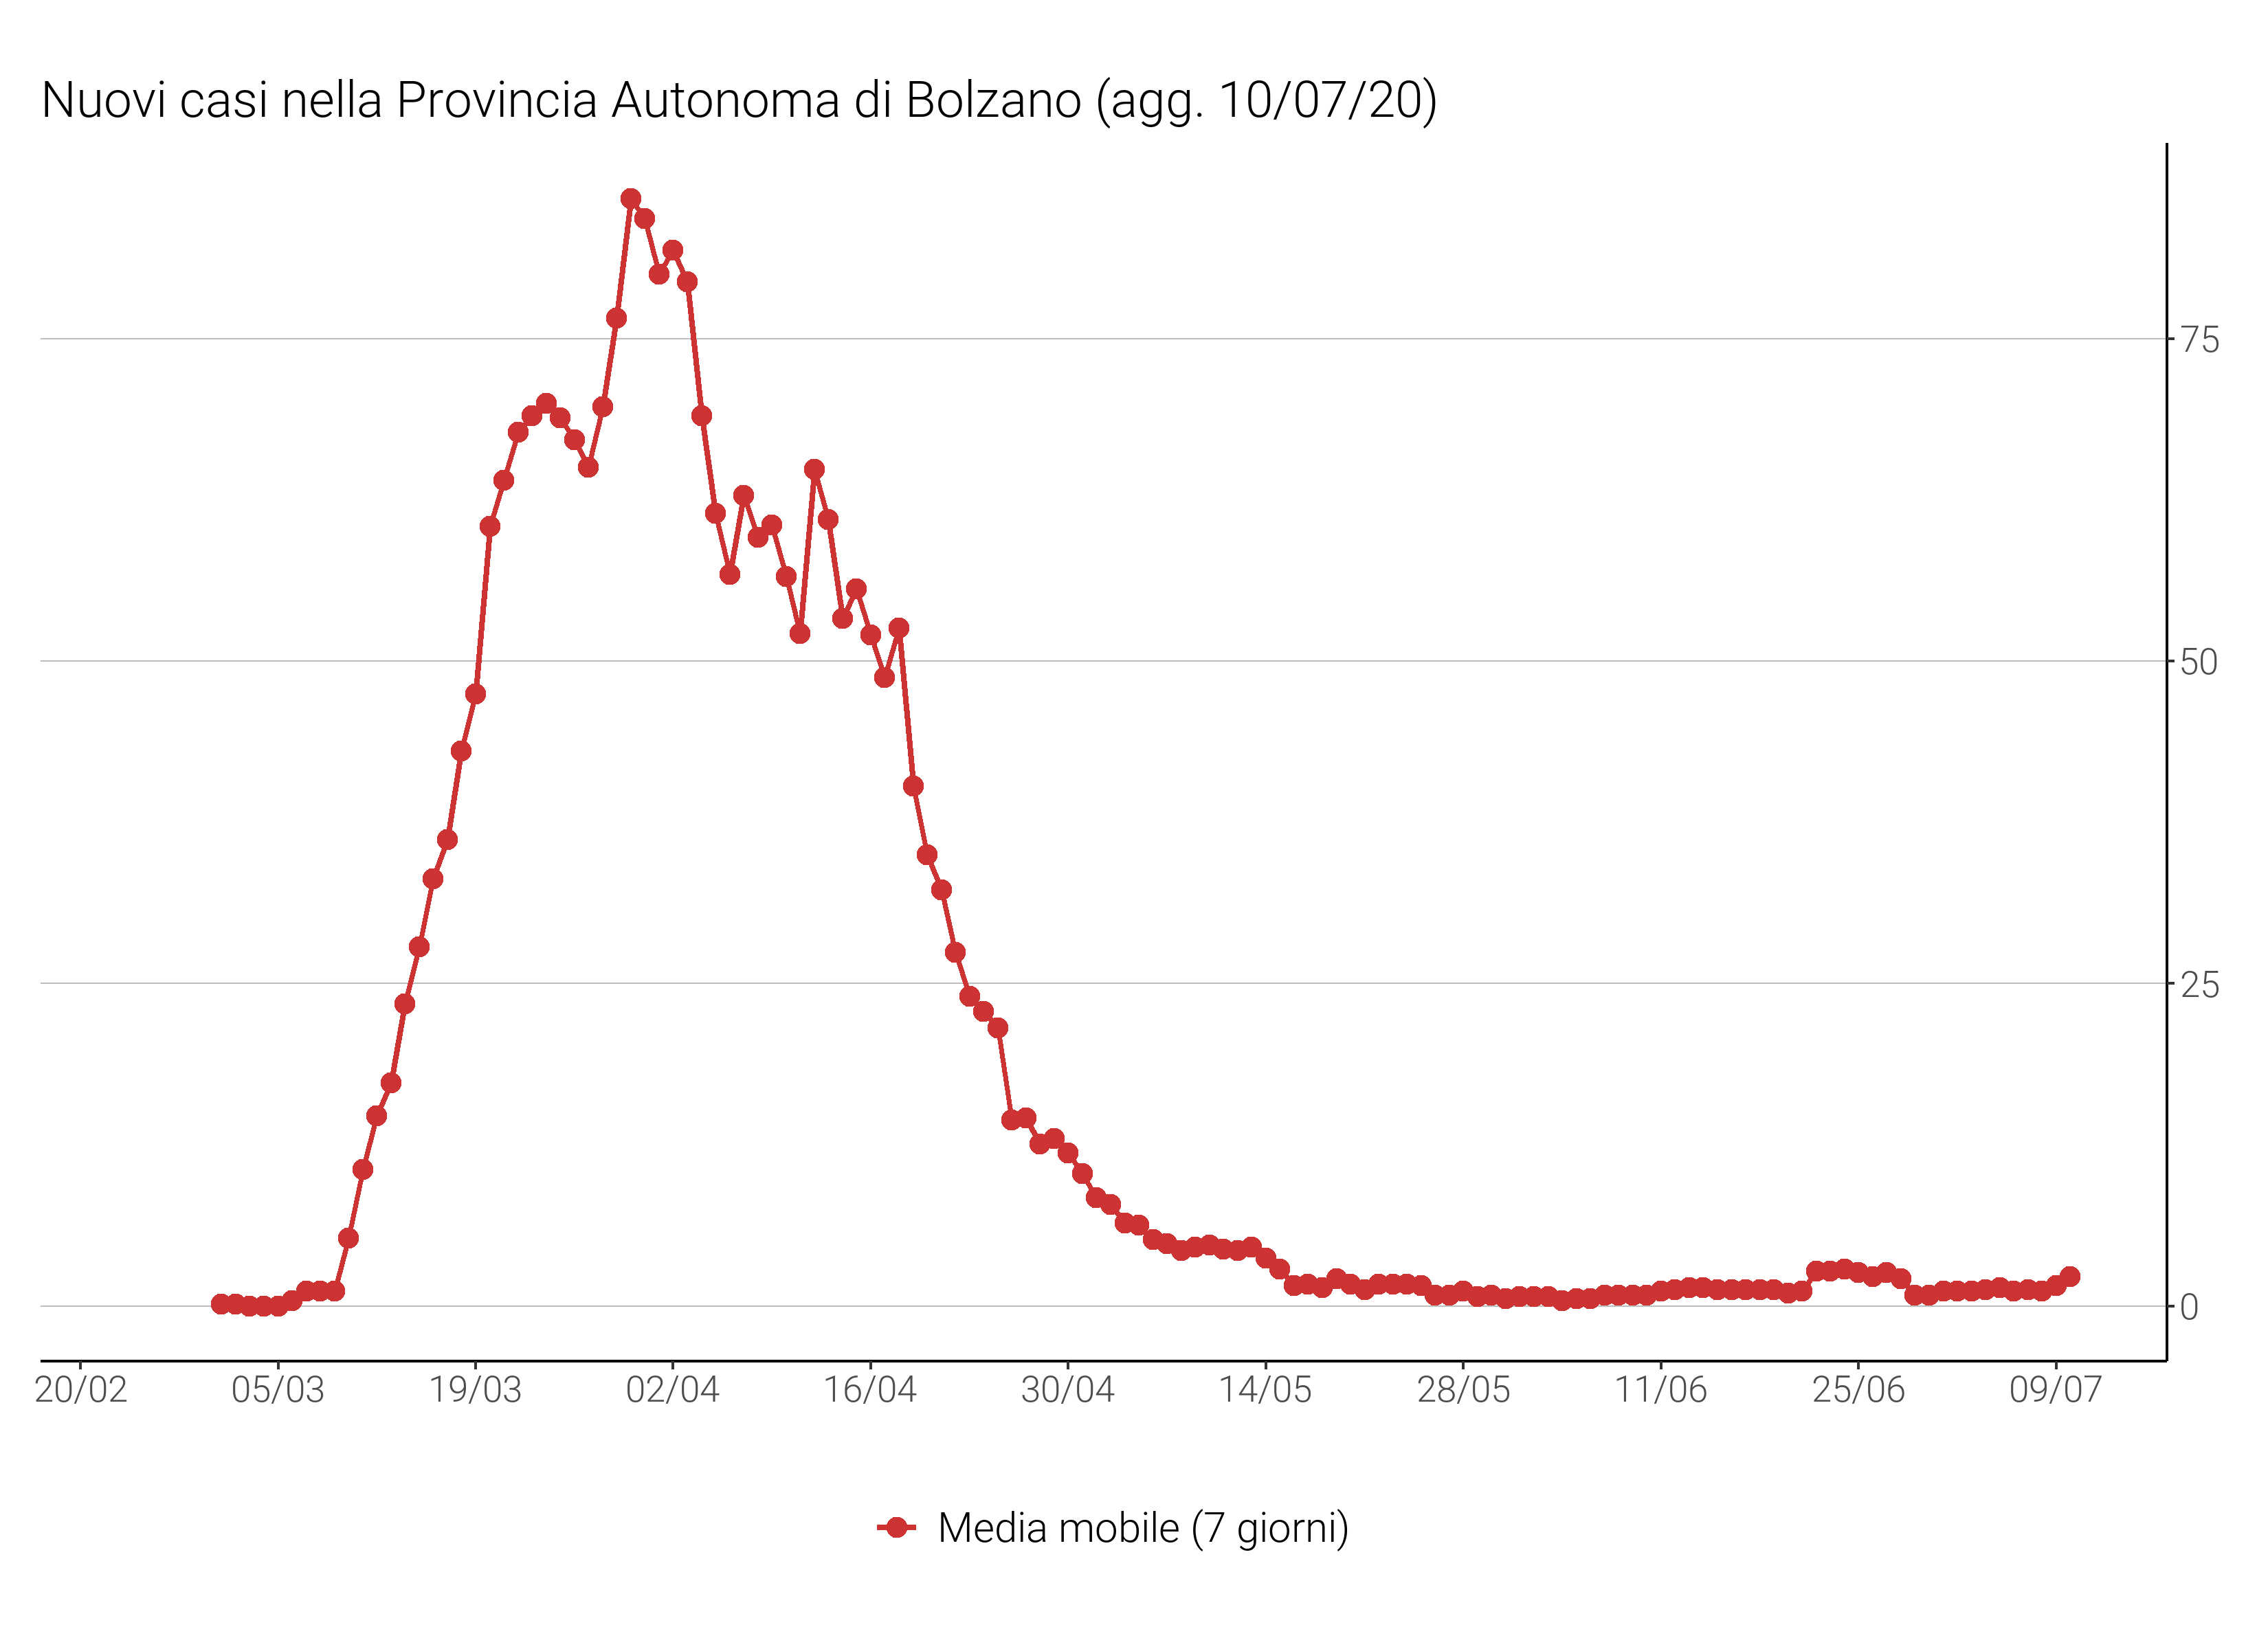 Nuovi casi nella Provincia Autonoma di Bolzano (agg. 10/07/20)
75
50
25
0
20/02 05/03 19/03 02/04 16/04 30/04 14/05 28/05 11/06 25/06 09/07
Media mobile (7 giorni)